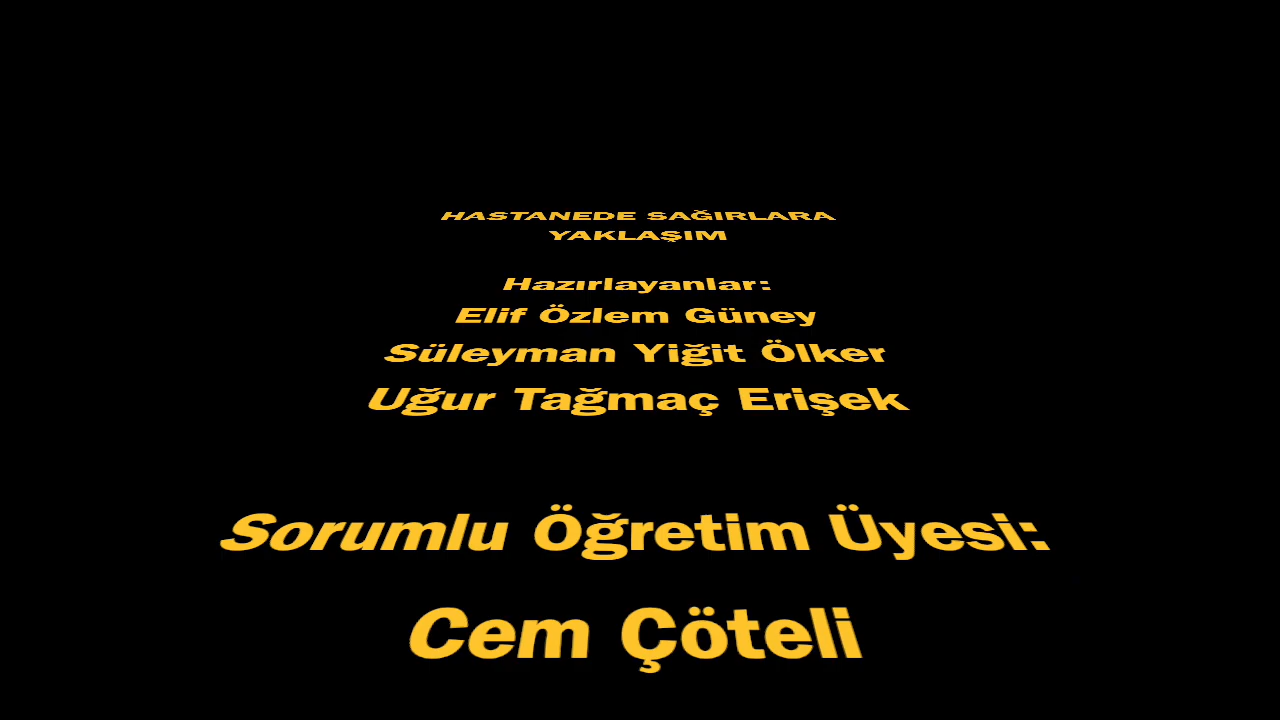 HASTANEDE SAĞIRLARA
YAKLAŞIM
Hazırlayanlar:
Elif Özlem Güney
Süleyman Yiğit Ölker
Uğur Tağmaç Erişek
Sorumlu Öğretim Üyesi:
Cem Çöteli